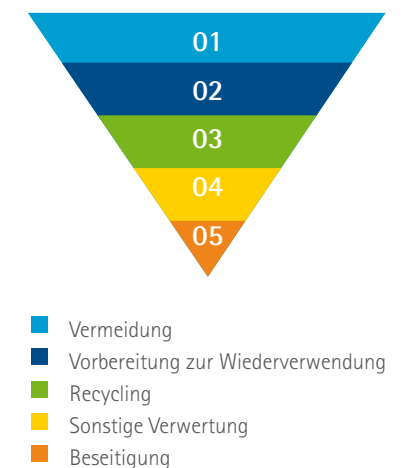 01
02
03
04
05
Vermeidung
Vorbereitung zur Wiederverwendung
Recycling
Sonstige Verwertung
Beseitigung